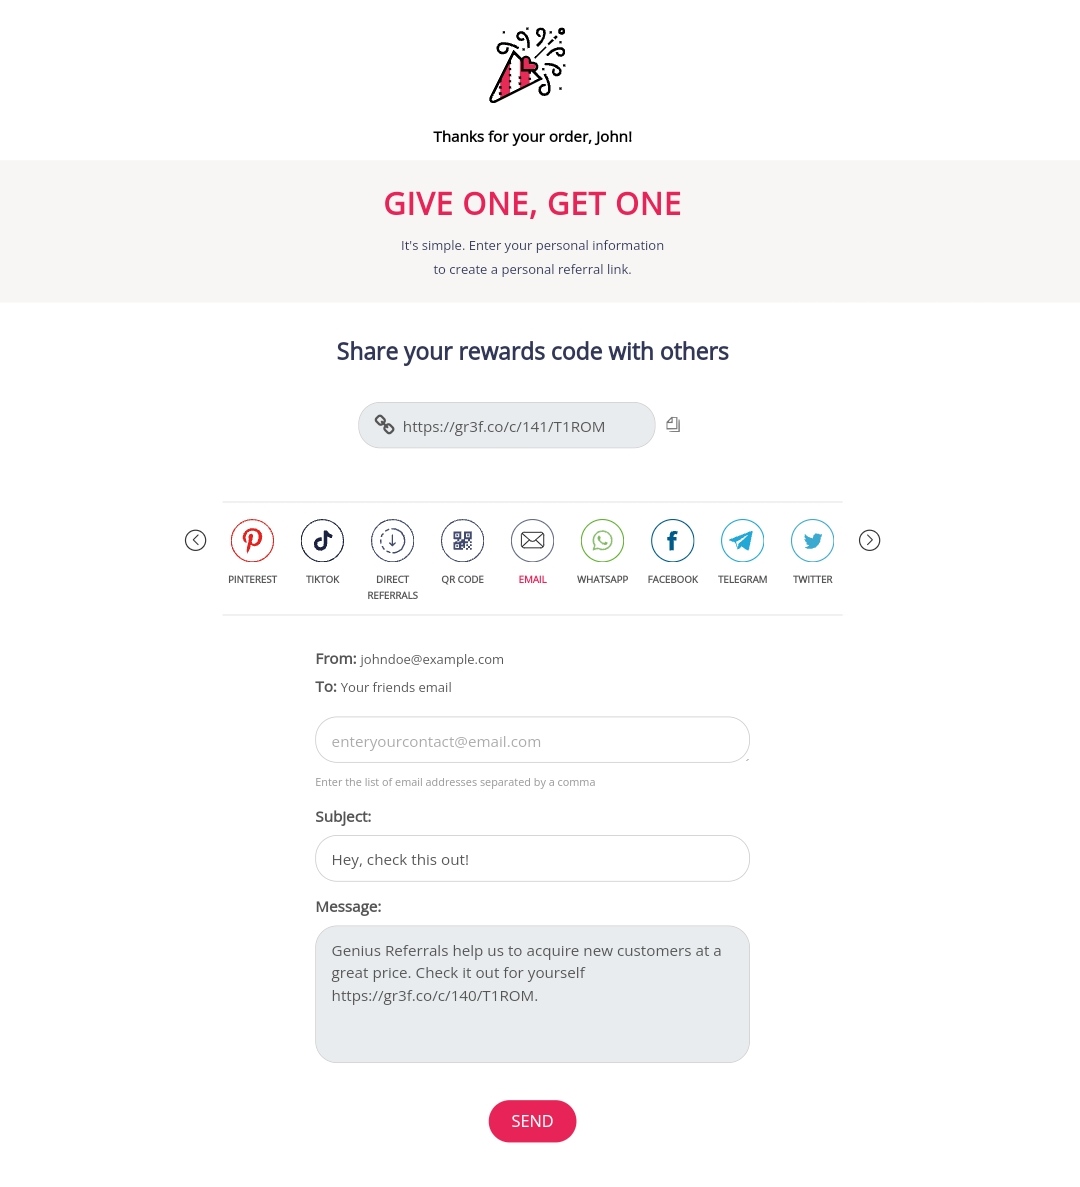 Thanks for your order, John!
GIVE ONE, GET ONE
It's simple. Enter your personal information
to create a personal referral link.
Share your rewards code with others
https://gr3f.co/c/141/T1ROM
PINTEREST
TIKTOK
DIRECT
REFERRALS
QR CODE
EMAIL
WHATSAPP
FACEBOOK
TELEGRAM
TWITTER
From: johndoe@example.com
To: Your friends email
enteryourcontact@email.com
Enter the list of email addresses separated by a comma
Subject:
Hey, check this out!
Message:
Genius Referrals help us to acquire new customers at a
great price. Check it out for yourself
https://gr3f.co/c/140/T1ROM.
SEND